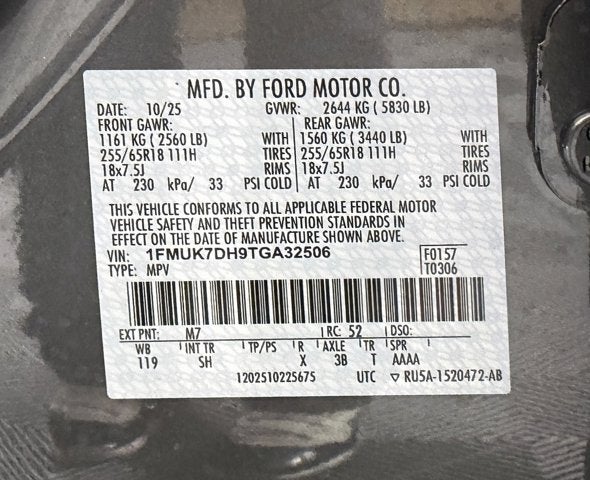 MFD. BY FORD MOTOR CO.
DATE: 10/25 GVWR: 2644 KG ( 5830 LB)
FRONT GAWR: REAR GAWR:
1161 KG ( 2560 LB) WITH 1560 KG ( 3440 LB) WITH
255/65R18 111H TIRES 255/65R18 111H TIRES
18x7.5J RIMS 18x7.5J RIMS
AT 230 kPa/ 33 PSI COLD AT 230 kPa/ 33 PSI COLD
THIS VEHICLE CONFORMS TO ALL APPLICABLE FEDERAL MOTOR
VEHICLE SAFETY AND THEFT PREVENTION STANDARDS IN
EFFECT ON THE DATE OF MANUFACTURE SHOWN ABOVE.
VIN: 1FMUK7DH9TGA32506 F0157
TYPE: MPV T0306
EXT PNT: M7 RC: 52 DSO:
WB INT TR TP/PS R AXLE TR SPR
119 SH X 3B T AAAA
1202510225675 UTC ▽ RU5A-1520472-AB